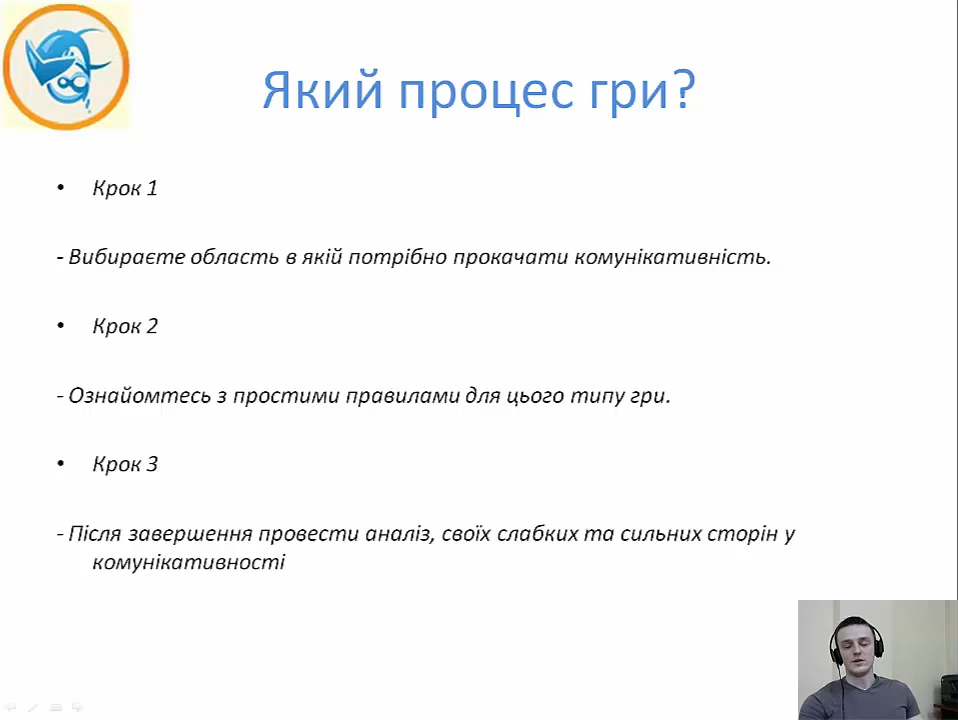 Який процес гри?
• Крок 1
- Вибираєте область в якій потрібно прокачати комунікативність.
• Крок 2
- Ознайомтесь з простими правилами для цього типу гри.
• Крок 3
- Після завершення провести аналіз, своїх слабких та сильних сторін у
комунікативності